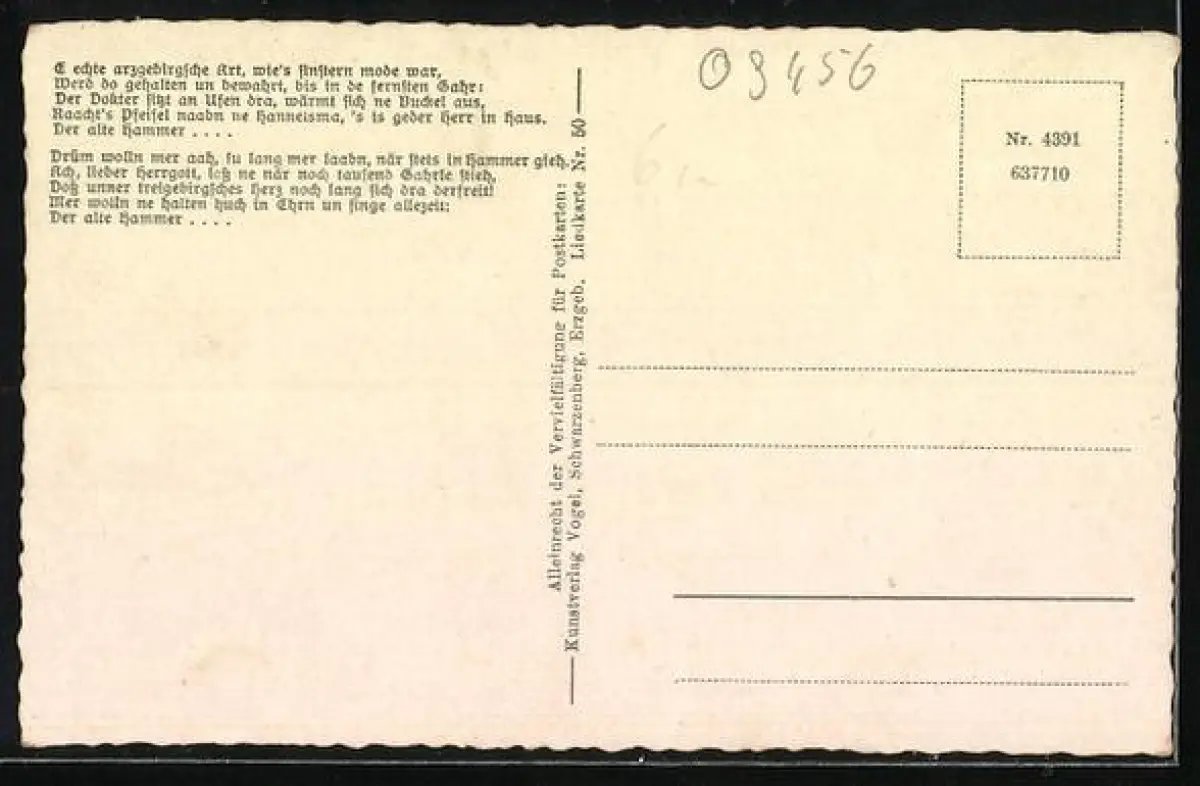 E echte arzgebirgsche Art, wie's finstern mode war,
Werd do gehalten un bewahrt, bis in de fernsten Gahr:
Der Dokter sitzt an Ufen dra, wärmt sich ne Buckel aus,
Raacht's Pfeifel naabn ne Hannelsma, 's is geder Herr in Haus.
Der alte Hammer . . . .
Drüm wolln mer aah, su lang mer laabn, när stets in Hammer gieh.
Ach, lieber Herrgott, loß ne när noch tausend Gahrle stieh,
Doß unner treigebirgsches Herz noch lang sich dra derfreit!
Mer wolln ne halten huch in Ehrn un singe allezeit:
Der alte Hammer . . . .
Alleinrecht der Vervielfältigung für Postkarten:
Kunstverlag Vogel, Schwarzenberg, Erzgeb. Liedkarte Nr. 50
03456
Nr. 4391
637710